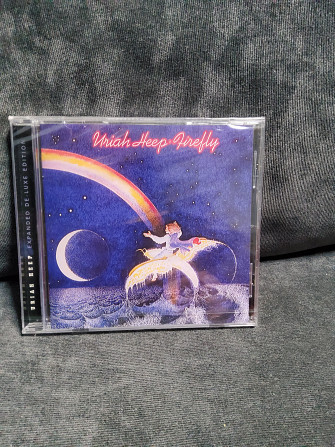 Uriah Heep · Firefly
URIAH HEEP EXPANDED DE-LUXE EDITION